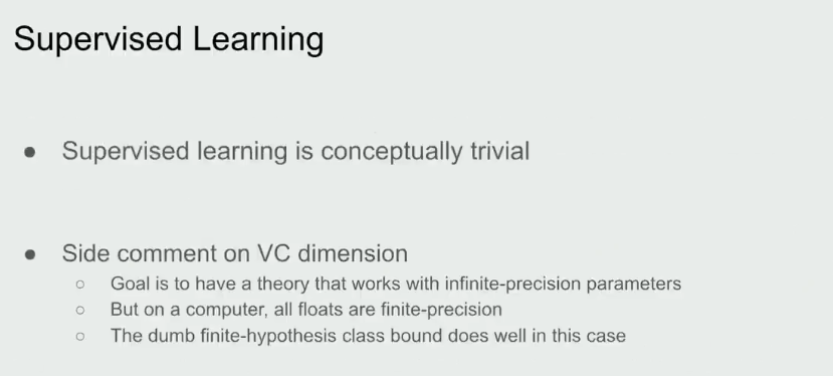 Supervised Learning
● Supervised learning is conceptually trivial
● Side comment on VC dimension
○ Goal is to have a theory that works with infinite-precision parameters
○ But on a computer, all floats are finite-precision
○ The dumb finite-hypothesis class bound does well in this case